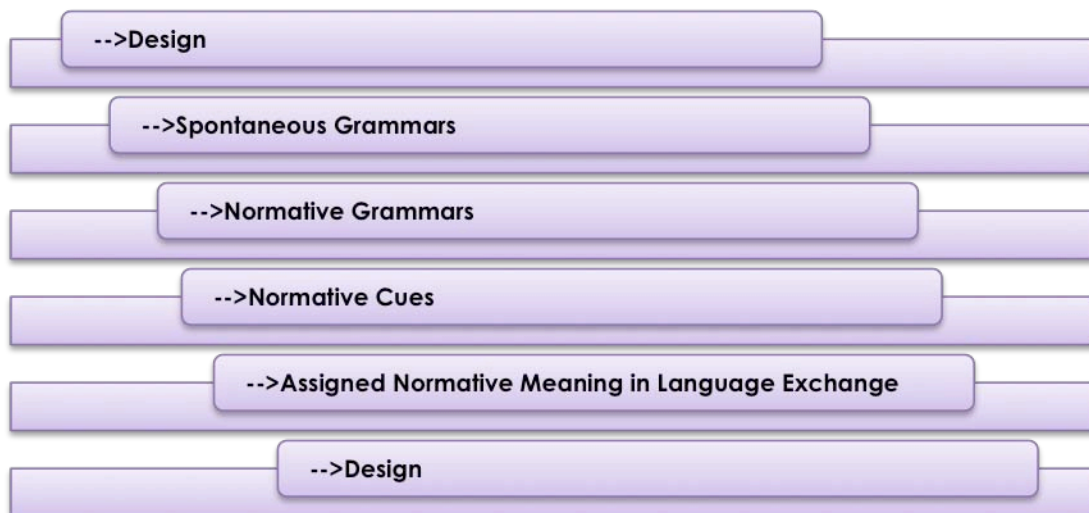 -->Design
-->Spontaneous Grammars
-->Normative Grammars
-->Normative Cues
-->Assigned Normative Meaning in Language Exchange
-->Design